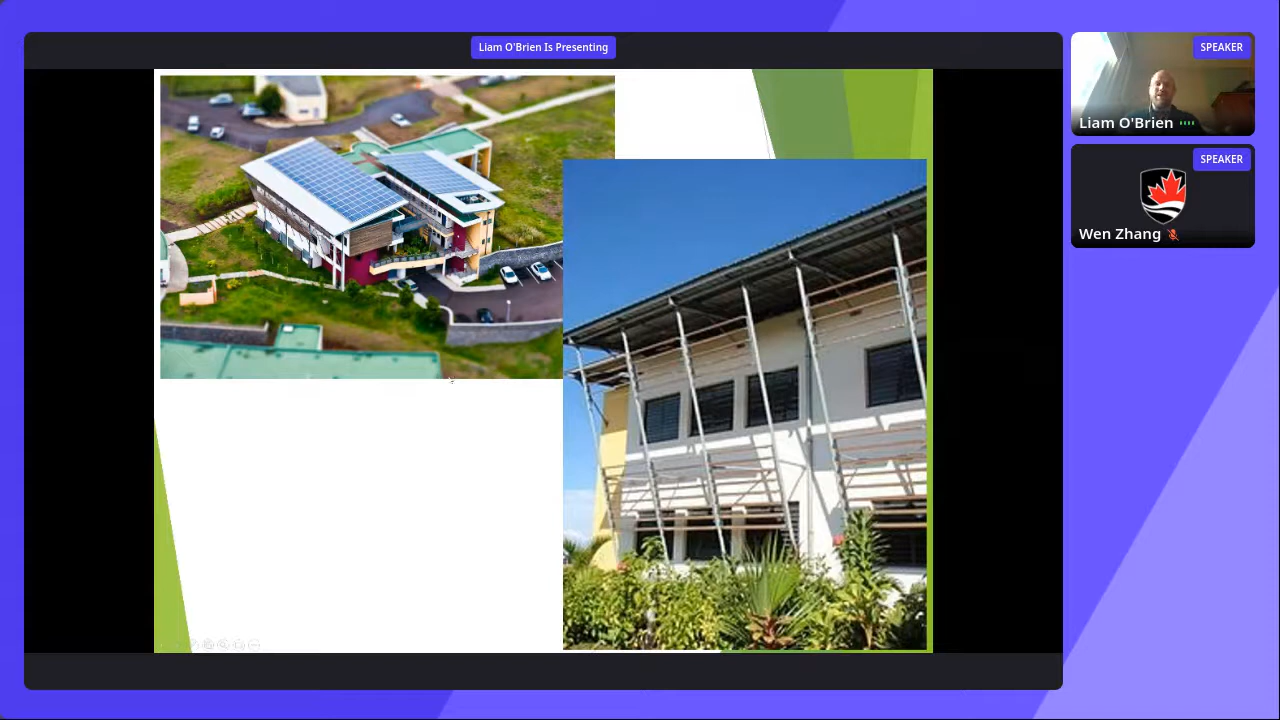 Liam O'Brien Is Presenting
SPEAKER
Liam O'Brien
SPEAKER
Wen Zhang